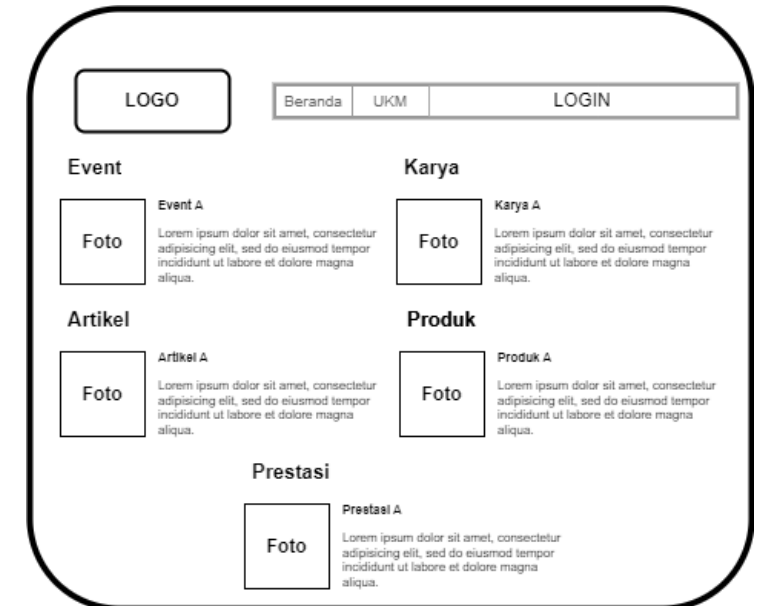 LOGO
Beranda
UKM
LOGIN
Event
Foto
Event A
Lorem ipsum dolor sit amet, consectetur
adipisicing elit, sed do eiusmod tempor
incididunt ut labore et dolore magna
aliqua.
Karya
Foto
Karya A
Lorem ipsum dolor sit amet, consectetur
adipisicing elit, sed do eiusmod tempor
incididunt ut labore et dolore magna
aliqua.
Artikel
Foto
Artikel A
Lorem ipsum dolor sit amet, consectetur
adipisicing elit, sed do eiusmod tempor
incididunt ut labore et dolore magna
aliqua.
Produk
Foto
Produk A
Lorem ipsum dolor sit amet, consectetur
adipisicing elit, sed do eiusmod tempor
incididunt ut labore et dolore magna
aliqua.
Prestasi
Foto
Prestasi A
Lorem ipsum dolor sit amet, consectetur
adipisicing elit, sed do eiusmod tempor
incididunt ut labore et dolore magna
aliqua.